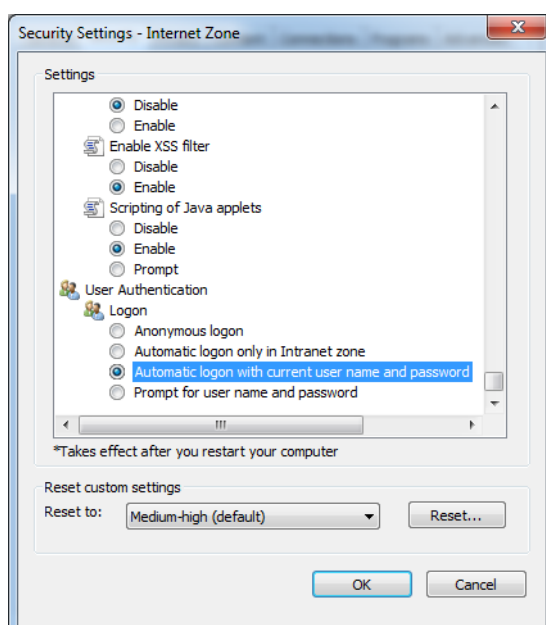 Security Settings - Internet Zone
Settings
Disable
Enable
Enable XSS filter
Disable
Enable
Scripting of Java applets
Disable
Enable
Prompt
User Authentication
Logon
Anonymous logon
Automatic logon only in Intranet zone
Automatic logon with current user name and password
Prompt for user name and password
*Takes effect after you restart your computer
Reset custom settings
Reset to: Medium-high (default) Reset...
OK Cancel